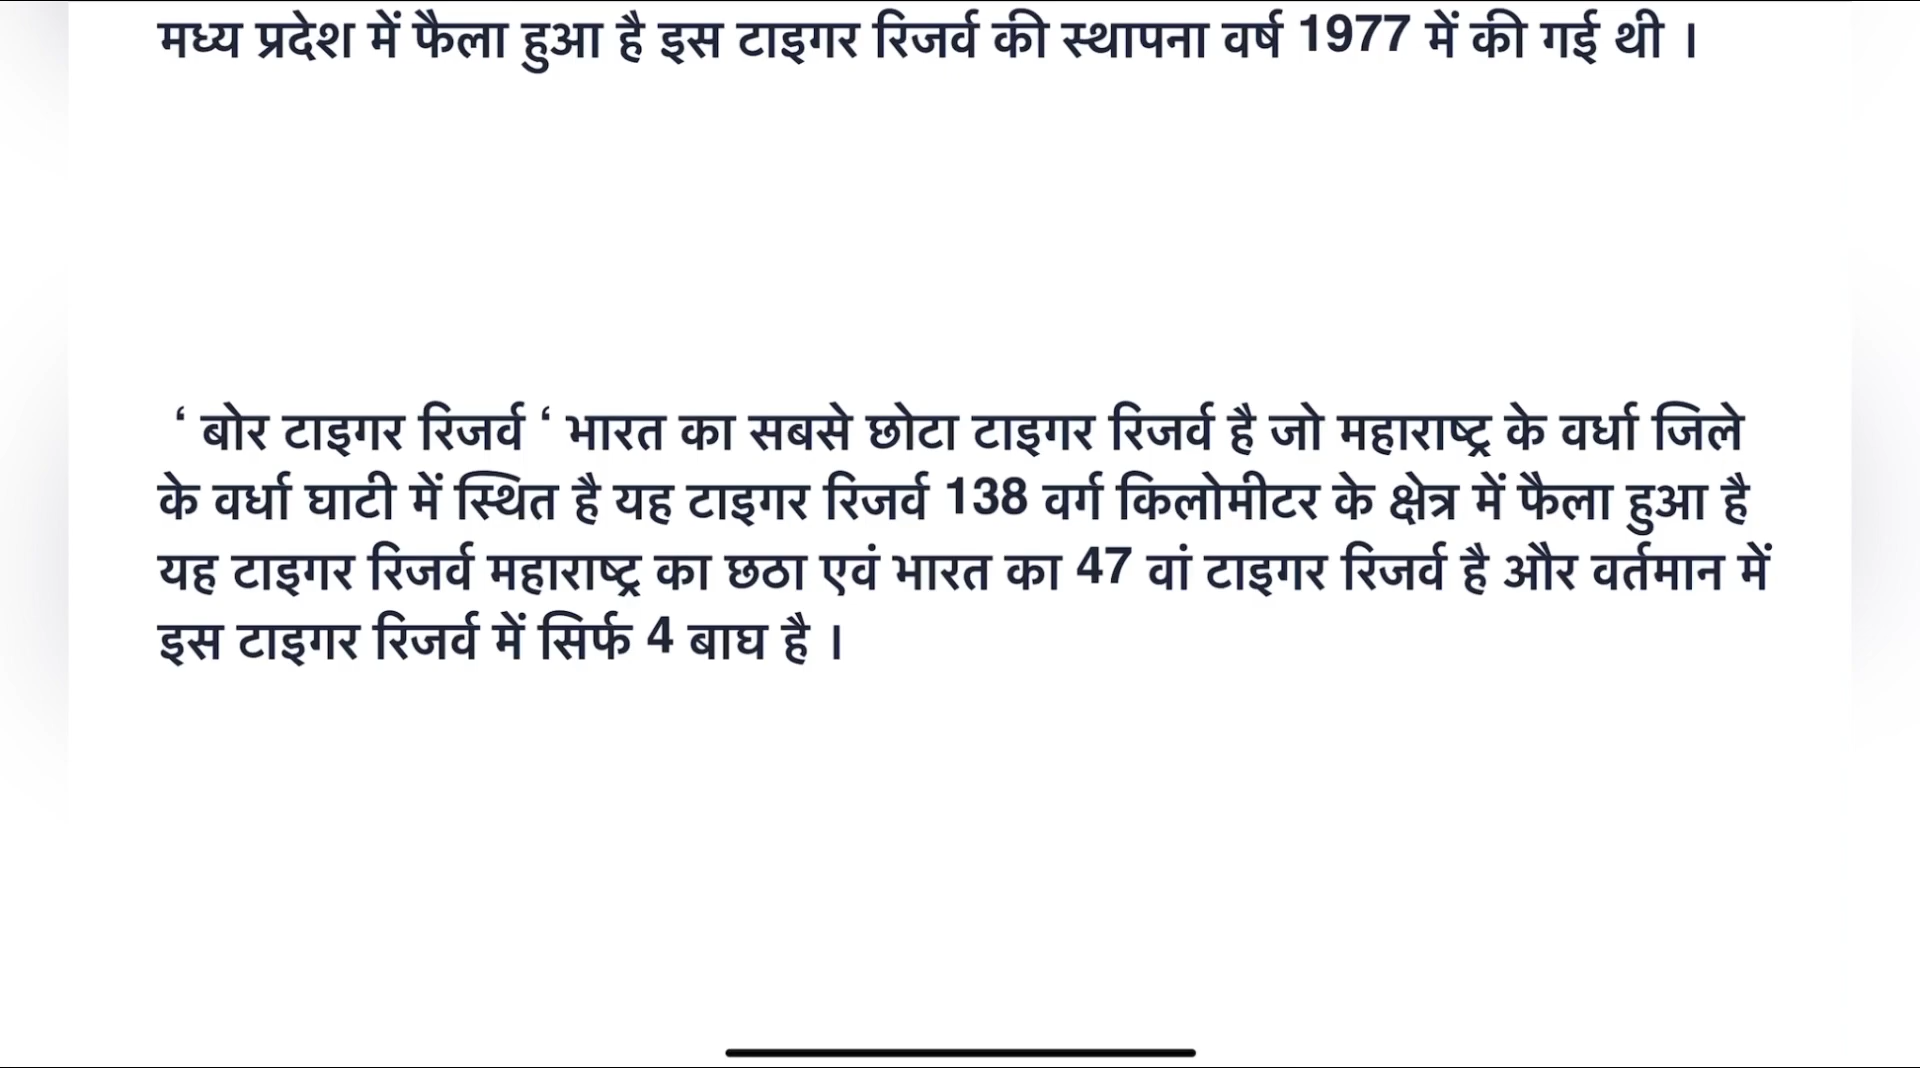 मध्य प्रदेश में फैला हुआ है इस टाइगर रिजर्व की स्थापना वर्ष 1977 में की गई थी ।
‘ बोर टाइगर रिजर्व ‘ भारत का सबसे छोटा टाइगर रिजर्व है जो महाराष्ट्र के वर्धा जिले
के वर्धा घाटी में स्थित है यह टाइगर रिजर्व 138 वर्ग किलोमीटर के क्षेत्र में फैला हुआ है
यह टाइगर रिजर्व महाराष्ट्र का छठा एवं भारत का 47 वां टाइगर रिजर्व है और वर्तमान में
इस टाइगर रिजर्व में सिर्फ 4 बाघ है ।